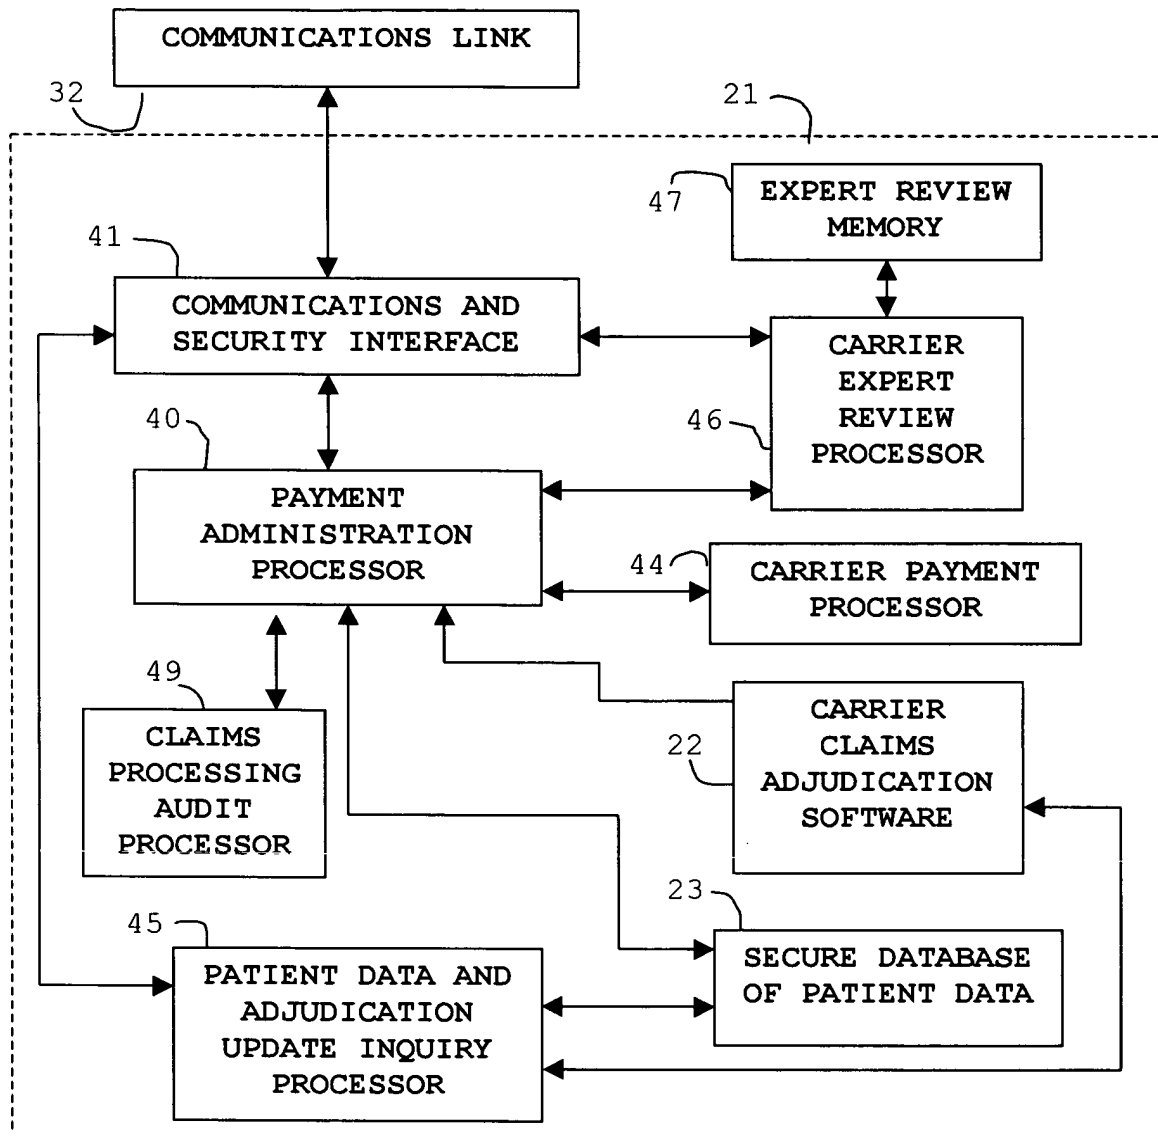 COMMUNICATIONS LINK
32
21
47
EXPERT REVIEW
MEMORY
41
COMMUNICATIONS AND
SECURITY INTERFACE
CARRIER
EXPERT
REVIEW
PROCESSOR
46
40
PAYMENT
ADMINISTRATION
PROCESSOR
44
CARRIER PAYMENT
PROCESSOR
49
CLAIMS
PROCESSING
AUDIT
PROCESSOR
22
CARRIER
CLAIMS
ADJUDICATION
SOFTWARE
23
SECURE DATABASE
OF PATIENT DATA
45
PATIENT DATA AND
ADJUDICATION
UPDATE INQUIRY
PROCESSOR